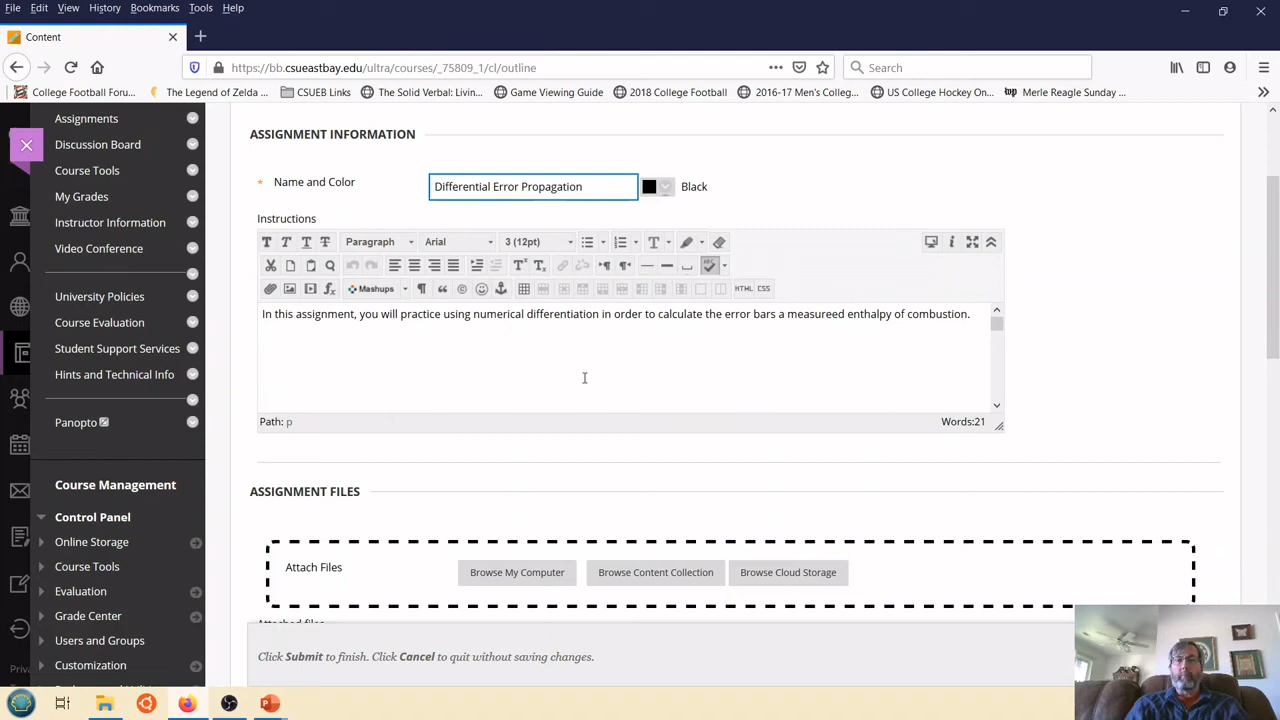 File Edit View History Bookmarks Tools Help
Content
https://bb.csueastbay.edu/ultra/courses/_75809_1/cl/outline
Search
College Football Foru...
The Legend of Zelda ...
CSUEB Links
The Solid Verbal: Livin...
Game Viewing Guide
2018 College Football
2016-17 Men's Colleg...
US College Hockey On...
Merle Reagle Sunday ...
Assignments
Discussion Board
Course Tools
My Grades
Instructor Information
Video Conference
University Policies
Course Evaluation
Student Support Services
Hints and Technical Info
Panopto
Course Management
Control Panel
Online Storage
Course Tools
Evaluation
Grade Center
Users and Groups
Customization
ASSIGNMENT INFORMATION
* Name and Color
Differential Error Propagation
Black
Instructions
Paragraph
Arial
3 (12pt)
Mashups
HTML CSS
In this assignment, you will practice using numerical differentiation in order to calculate the error bars a measureed enthalpy of combustion.
Path: p
Words:21
ASSIGNMENT FILES
Attach Files
Browse My Computer
Browse Content Collection
Browse Cloud Storage
Attached files
Click Submit to finish. Click Cancel to quit without saving changes.